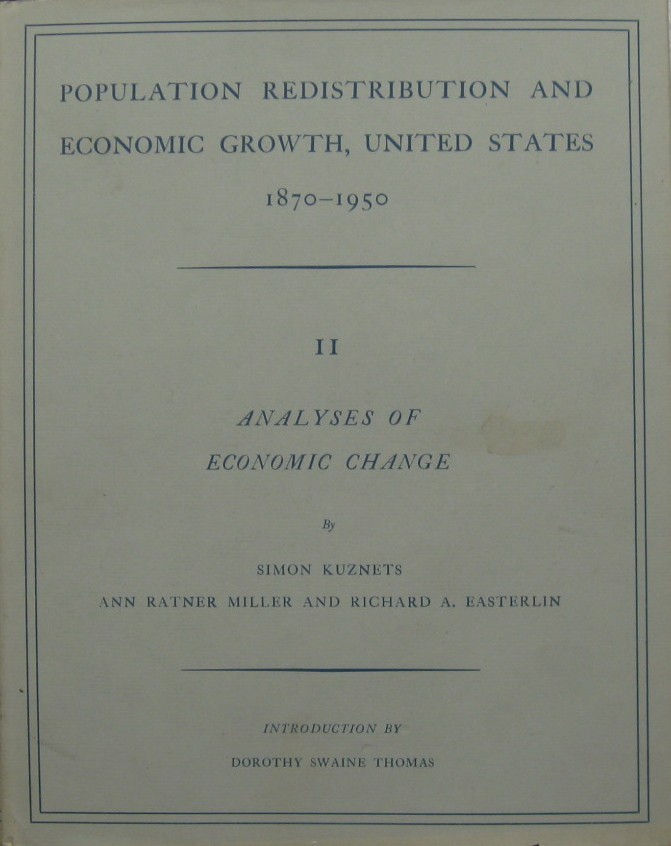 POPULATION REDISTRIBUTION AND
ECONOMIC GROWTH, UNITED STATES
1870–1950
II
ANALYSES OF
ECONOMIC CHANGE
By
SIMON KUZNETS
ANN RATNER MILLER AND RICHARD A. EASTERLIN
INTRODUCTION BY
DOROTHY SWAINE THOMAS